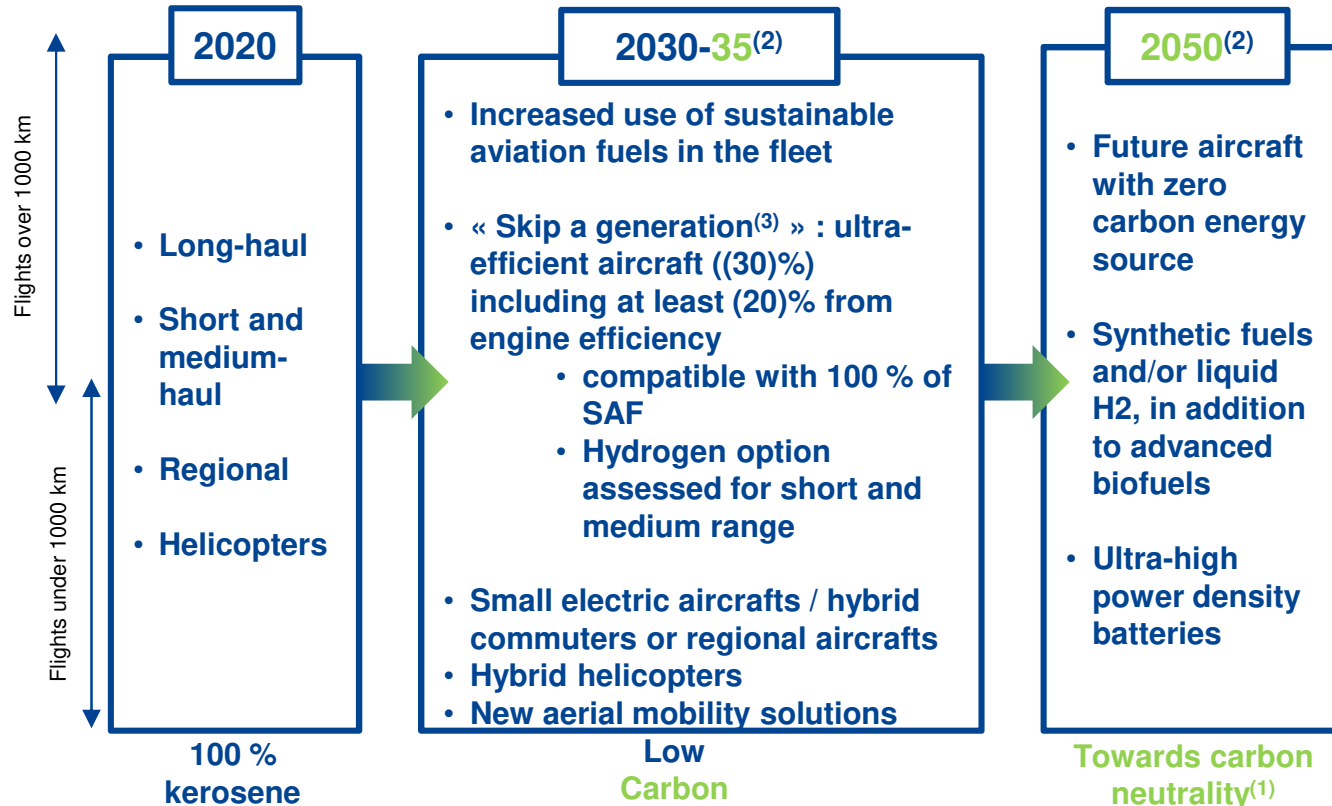 2020
2030-35(2)
2050(2)
Flights over 1000 km
Flights under 1000 km
• Long-haul
• Short and
medium-
haul
• Regional
• Helicopters
100 %
kerosene
• Increased use of sustainable
aviation fuels in the fleet
• « Skip a generation(3) » : ultra-
efficient aircraft ((30)%)
including at least (20)% from
engine efficiency
• compatible with 100 % of
SAF
• Hydrogen option
assessed for short and
medium range
• Small electric aircrafts / hybrid
commuters or regional aircrafts
• Hybrid helicopters
• New aerial mobility solutions
Low
Carbon
• Future aircraft
with zero
carbon energy
source
• Synthetic fuels
and/or liquid
H2, in addition
to advanced
biofuels
• Ultra-high
power density
batteries
Towards carbon
neutrality(1)